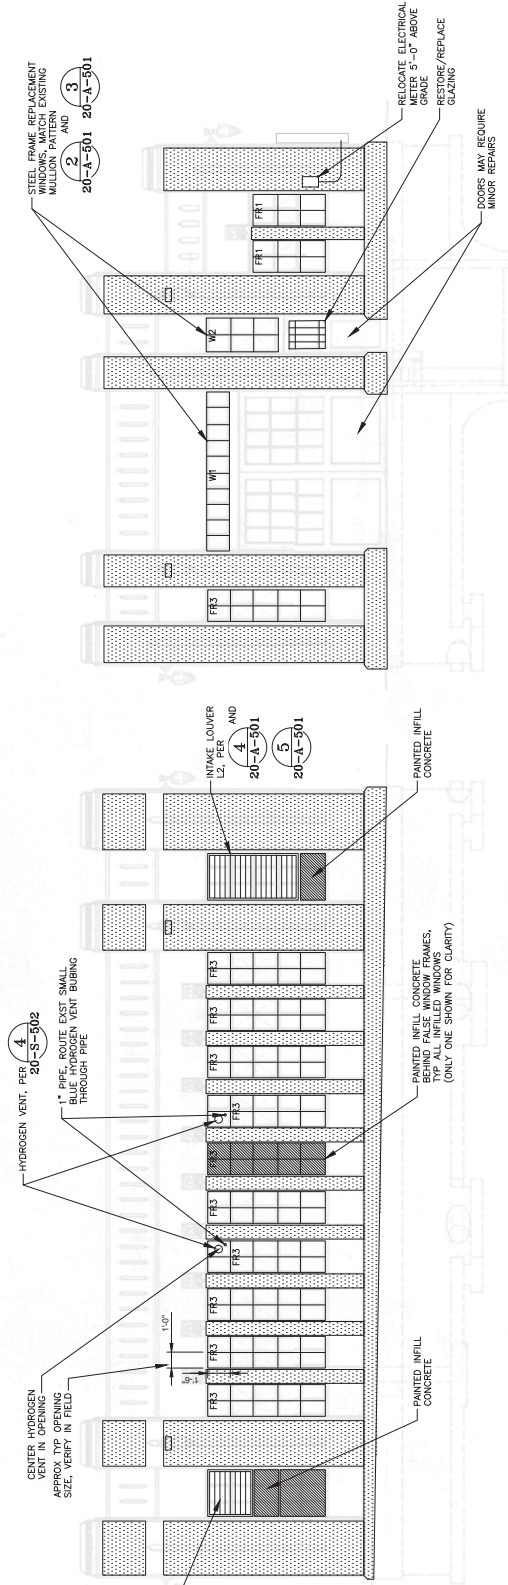 STEEL FRAME REPLACEMENT
WINDOWS, MATCH EXISTING
MULLION PATTERN
2
20-A-501
AND
3
20-A-501
RELOCATE ELECTRICAL
METER 5'-0" ABOVE
GRADE
RESTORE/REPLACE
GLAZING
DOORS MAY REQUIRE
MINOR REPAIRS
FR3
W1
W2
FR1
FR1
CENTER HYDROGEN
VENT IN OPENING
APPROX TYP OPENING
SIZE, VERIFY IN FIELD
1'-0"
1'-6"
HYDROGEN VENT, PER
4
20-S-502
1" PIPE, ROUTE EXST SMALL
BLUE HYDROGEN VENT BUBING
THROUGH PIPE
INTAKE LOUVER
L2, PER
4
20-A-501
AND
5
20-A-501
FR3
FR3
FR3
FR3
FR3
FR3
FR3
FR3
FR3
FR3
PAINTED INFILL
CONCRETE
PAINTED INFILL CONCRETE
BEHIND FALSE WINDOW FRAMES,
TYP ALL INFILLED WINDOWS
(ONLY ONE SHOWN FOR CLARITY)
PAINTED INFILL
CONCRETE